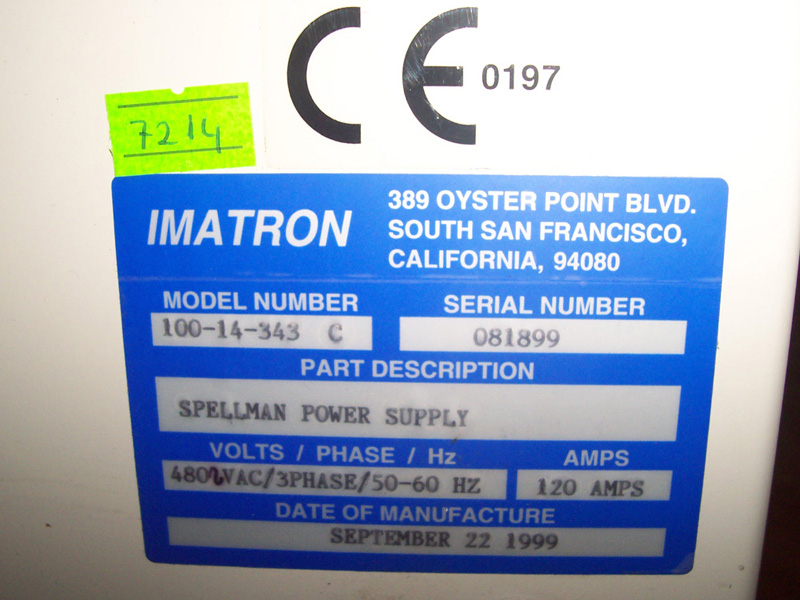 CE 0197
7214
IMATRON
389 OYSTER POINT BLVD.
SOUTH SAN FRANCISCO,
CALIFORNIA, 94080
MODEL NUMBER
100-14-343 C
SERIAL NUMBER
081899
PART DESCRIPTION
SPELLMAN POWER SUPPLY
VOLTS / PHASE / Hz
480VAC/3PHASE/50-60 HZ
AMPS
120 AMPS
DATE OF MANUFACTURE
SEPTEMBER 22 1999